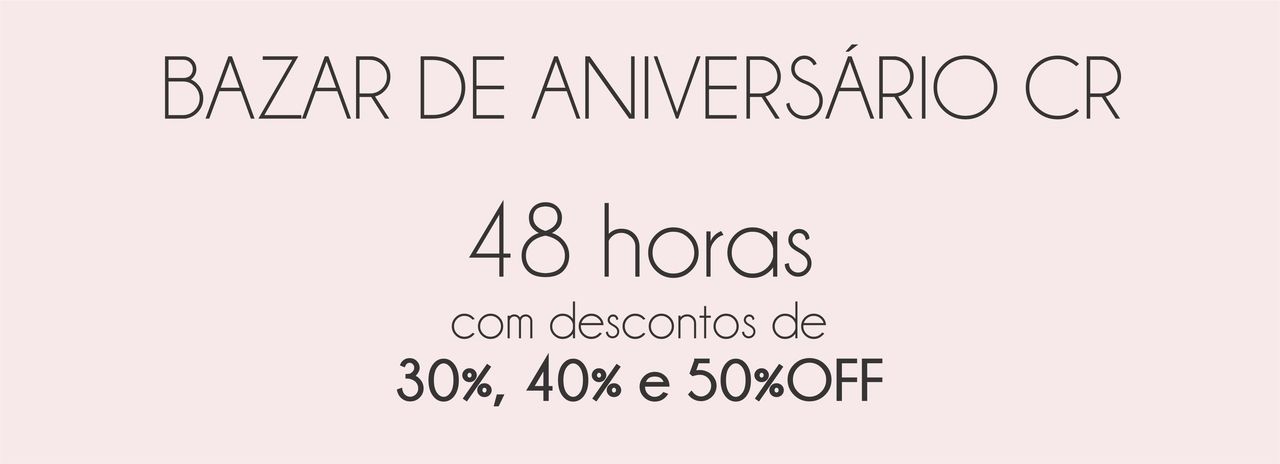 BAZAR DE ANIVERSÁRIO CR
48 horas
com descontos de
30%, 40% e 50%OFF